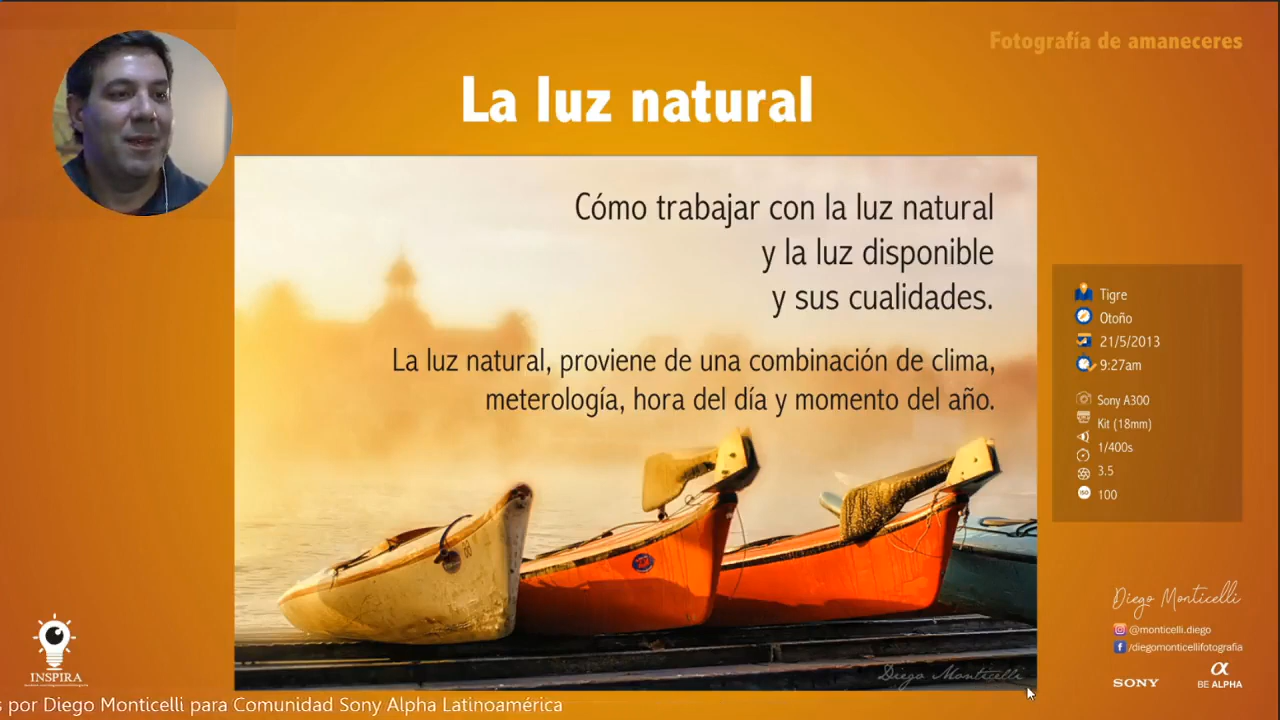 Fotografía de amaneceres
La luz natural
Cómo trabajar con la luz natural
y la luz disponible
y sus cualidades.
La luz natural, proviene de una combinación de clima,
meterología, hora del día y momento del año.
Tigre
Otoño
21/5/2013
9:27am
Sony A300
Kit (18mm)
1/400s
3.5
ISO
100
Diego Monticelli
@monticelli.diego
/diegomonticellifotografia
SONY
α
BE ALPHA
INSPIRA
Diego Monticelli
s por Diego Monticelli para Comunidad Sony Alpha Latinoamérica